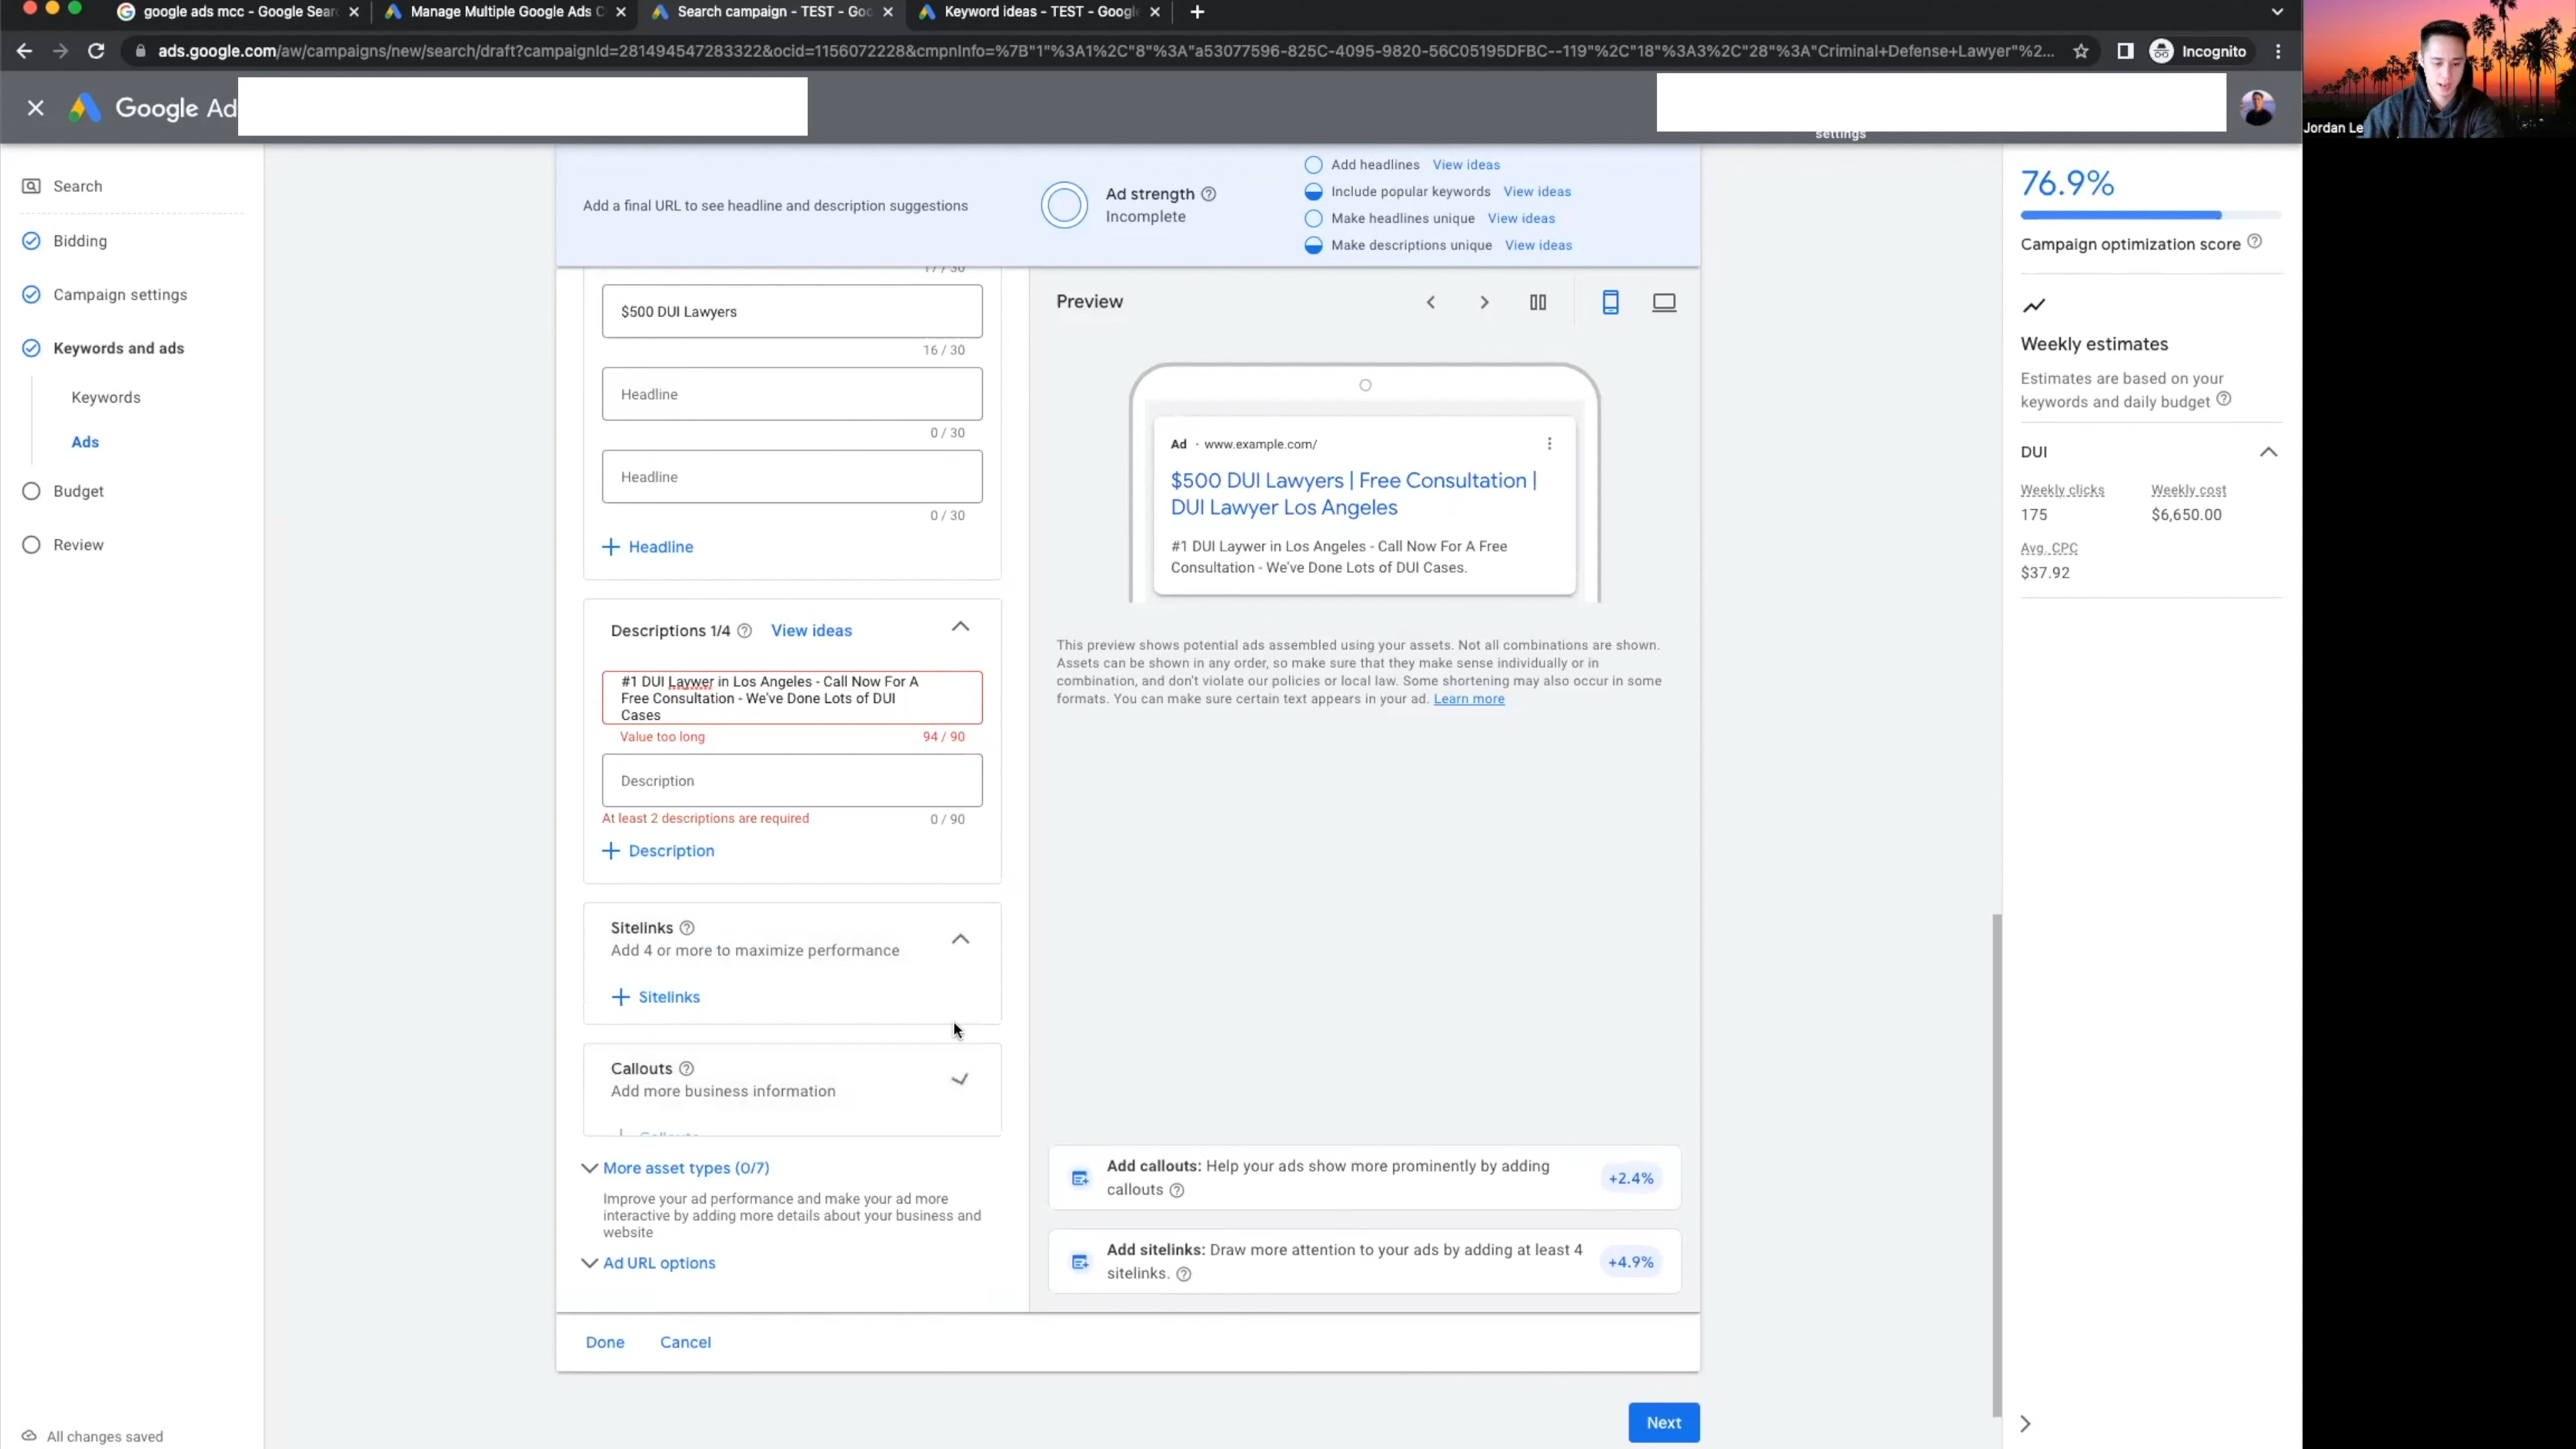 google ads mcc - Google Sear
Manage Multiple Google Ads C
Search campaign - TEST - Goo
Keyword ideas - TEST - Googl
ads.google.com/aw/campaigns/new/search/draft?campaignId=281494547283322&ocid=1156072228&cmpnInfo=%7B"1"%3A1%2C"8"%3A"a53077596-825C-4095-9820-56C05195DFBC--119"%2C"18"%3A3%2C"28"%3A"Criminal+Defense+Lawyer"%2...
Incognito
Google Ad
settings
Jordan Le
Search
Bidding
Campaign settings
Keywords and ads
Keywords
Ads
Budget
Review
All changes saved
Add a final URL to see headline and description suggestions
Ad strength
Incomplete
Add headlines View ideas
Include popular keywords View ideas
Make headlines unique View ideas
Make descriptions unique View ideas
17 / 30
$500 DUI Lawyers
16 / 30
Headline
0 / 30
Headline
0 / 30
+ Headline
Descriptions 1/4 View ideas
#1 DUI Laywer in Los Angeles - Call Now For A
Free Consultation - We've Done Lots of DUI
Cases
Value too long 94 / 90
Description
At least 2 descriptions are required 0 / 90
+ Description
Sitelinks
Add 4 or more to maximize performance
+ Sitelinks
Callouts
Add more business information
+ Callouts
More asset types (0/7)
Improve your ad performance and make your ad more
interactive by adding more details about your business and
website
Ad URL options
Done Cancel
Preview
Ad · www.example.com/
$500 DUI Lawyers | Free Consultation |
DUI Lawyer Los Angeles
#1 DUI Laywer in Los Angeles - Call Now For A Free
Consultation - We've Done Lots of DUI Cases.
This preview shows potential ads assembled using your assets. Not all combinations are shown.
Assets can be shown in any order, so make sure that they make sense individually or in
combination, and don't violate our policies or local law. Some shortening may also occur in some
formats. You can make sure certain text appears in your ad. Learn more
Add callouts: Help your ads show more prominently by adding
callouts
+2.4%
Add sitelinks: Draw more attention to your ads by adding at least 4
sitelinks.
+4.9%
Next
76.9%
Campaign optimization score
Weekly estimates
Estimates are based on your
keywords and daily budget
DUI
Weekly clicks Weekly cost
175 $6,650.00
Avg. CPC
$37.92